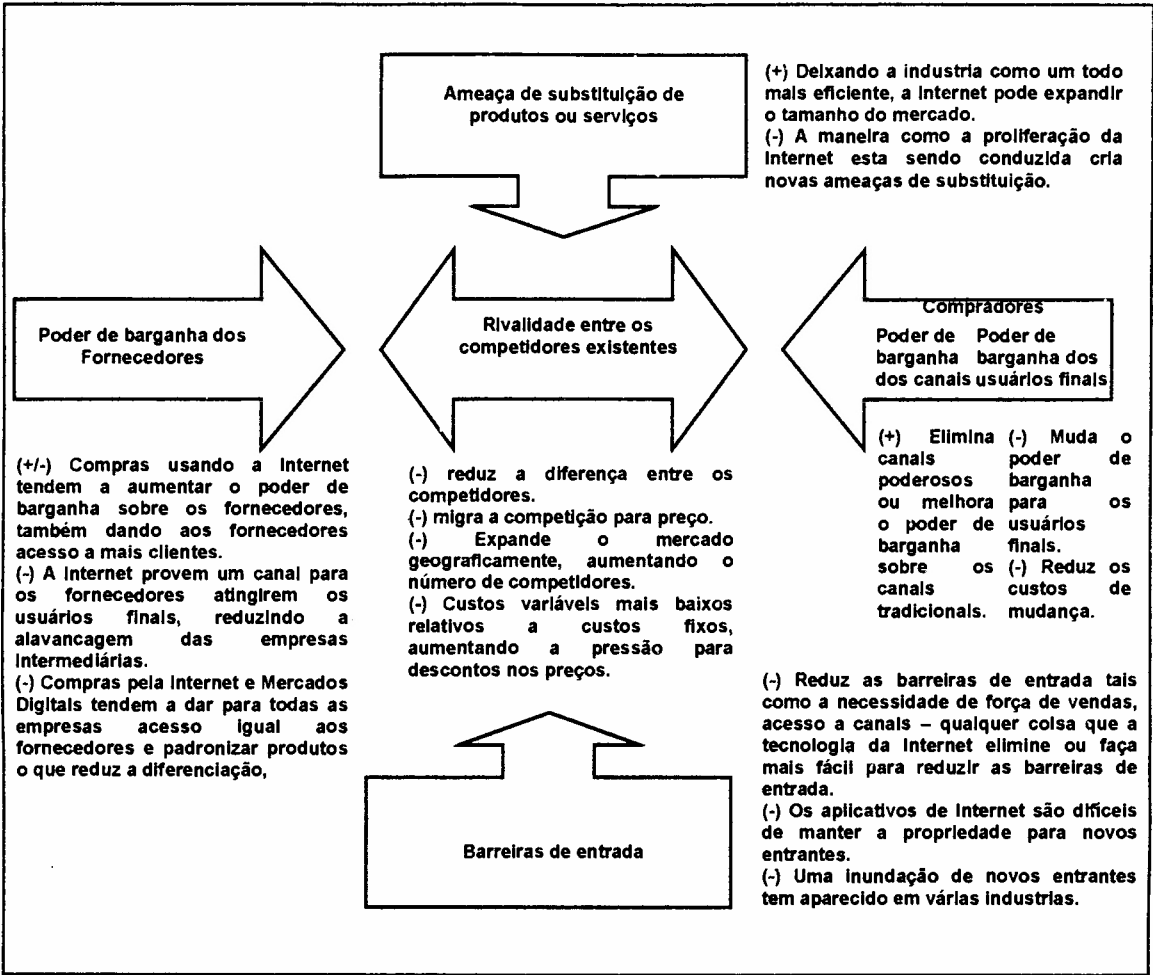 Ameaça de substituição de
produtos ou serviços
(+) Deixando a industria como um todo
mais eficiente, a Internet pode expandir
o tamanho do mercado.
(-) A maneira como a proliferação da
Internet esta sendo conduzida cria
novas ameaças de substituição.
Poder de barganha dos
Fornecedores
Rivalidade entre os
competidores existentes
Compradores
Poder de
barganha
dos canais
Poder de
barganha dos
usuários finais
(+/-) Compras usando a Internet
tendem a aumentar o poder de
barganha sobre os fornecedores,
também dando aos fornecedores
acesso a mais clientes.
(-) A Internet provem um canal para
os fornecedores atingirem os
usuários finais, reduzindo a
alavancagem das empresas
Intermediárias.
(-) Compras pela Internet e Mercados
Digitais tendem a dar para todas as
empresas acesso igual aos
fornecedores e padronizar produtos
o que reduz a diferenciação,
(-) reduz a diferença entre os
competidores.
(-) migra a competição para preço.
(-) Expande o mercado
geograficamente, aumentando o
número de competidores.
(-) Custos variáveis mais baixos
relativos a custos fixos,
aumentando a pressão para
descontos nos preços.
(+) Elimina
canais
poderosos
ou melhora
o poder de
barganha
sobre os
canais
tradicionais.
(-) Muda o
poder de
barganha
para os
usuários
finais.
(-) Reduz os
custos de
mudança.
Barreiras de entrada
(-) Reduz as barreiras de entrada tais
como a necessidade de força de vendas,
acesso a canais – qualquer coisa que a
tecnologia da Internet elimine ou faça
mais fácil para reduzir as barreiras de
entrada.
(-) Os aplicativos de Internet são difíceis
de manter a propriedade para novos
entrantes.
(-) Uma inundação de novos entrantes
tem aparecido em várias industrias.